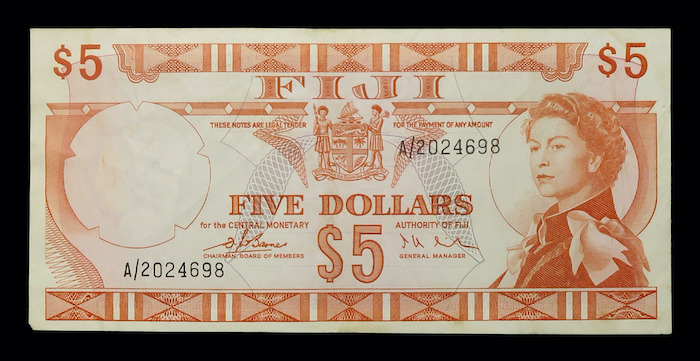 $5 $5
FIJI
THESE NOTES ARE LEGAL TENDER FOR THE PAYMENT OF ANY AMOUNT
A/2024698
FIVE DOLLARS
for the CENTRAL MONETARY AUTHORITY OF FIJI
CHAIRMAN: BOARD OF MEMBERS $5 GENERAL MANAGER
A/2024698